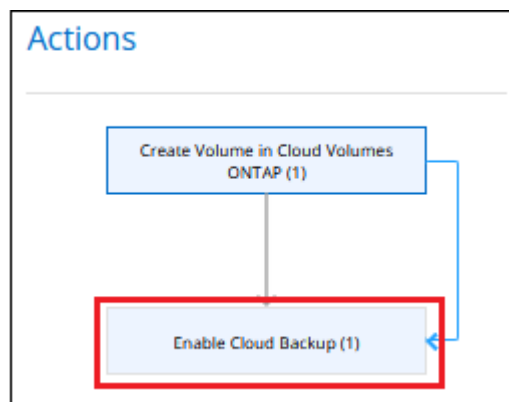 Actions
Create Volume in Cloud Volumes
ONTAP (1)
Enable Cloud Backup (1)